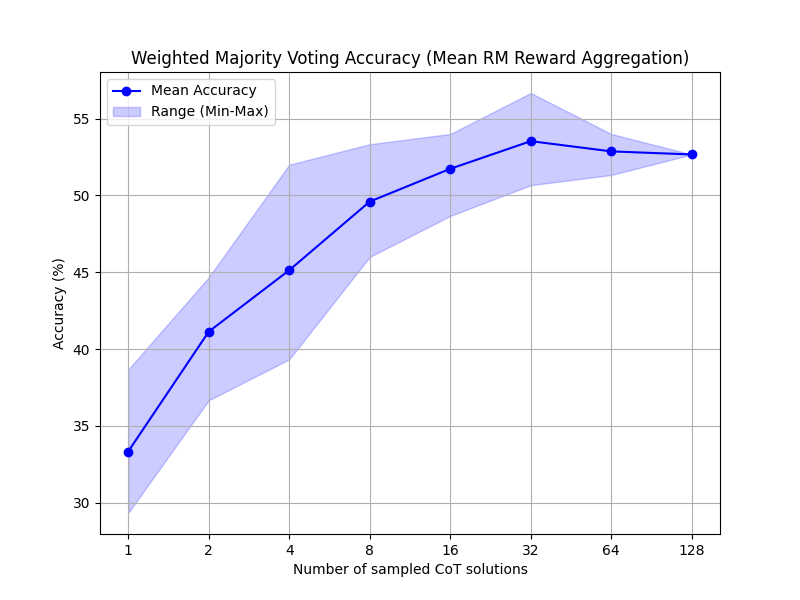 Weighted Majority Voting Accuracy (Mean RM Reward Aggregation)
Mean Accuracy
Range (Min-Max)
55
50
45
40
35
30
Accuracy (%)
1 2 4 8 16 32 64 128
Number of sampled CoT solutions